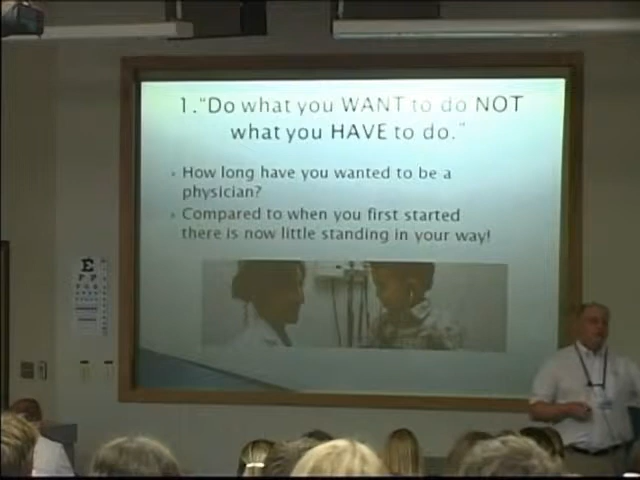 1."Do what you WANT to do NOT
what you HAVE to do."
How long have you wanted to be a
physician?
Compared to when you first started
there is now little standing in your way!
E